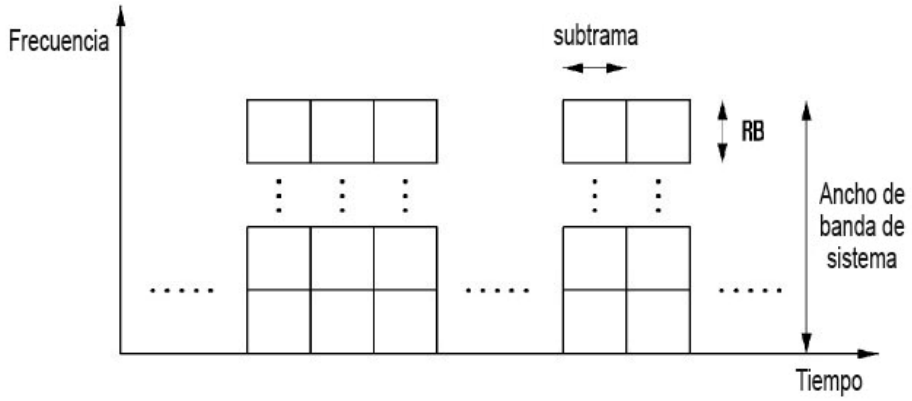 Frecuencia
subtrama
RB
Ancho de
banda de
sistema
Tiempo